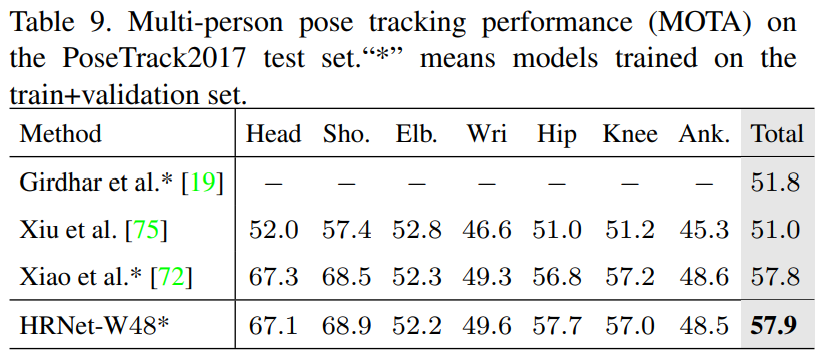 Table 9. Multi-person pose tracking performance (MOTA) on
the PoseTrack2017 test set.“*” means models trained on the
train+validation set.
Method Head Sho. Elb. Wri Hip Knee Ank. Total
Girdhar et al.* [19] − − − − − − − 51.8
Xiu et al. [75] 52.0 57.4 52.8 46.6 51.0 51.2 45.3 51.0
Xiao et al.* [72] 67.3 68.5 52.3 49.3 56.8 57.2 48.6 57.8
HRNet-W48* 67.1 68.9 52.2 49.6 57.7 57.0 48.5 57.9